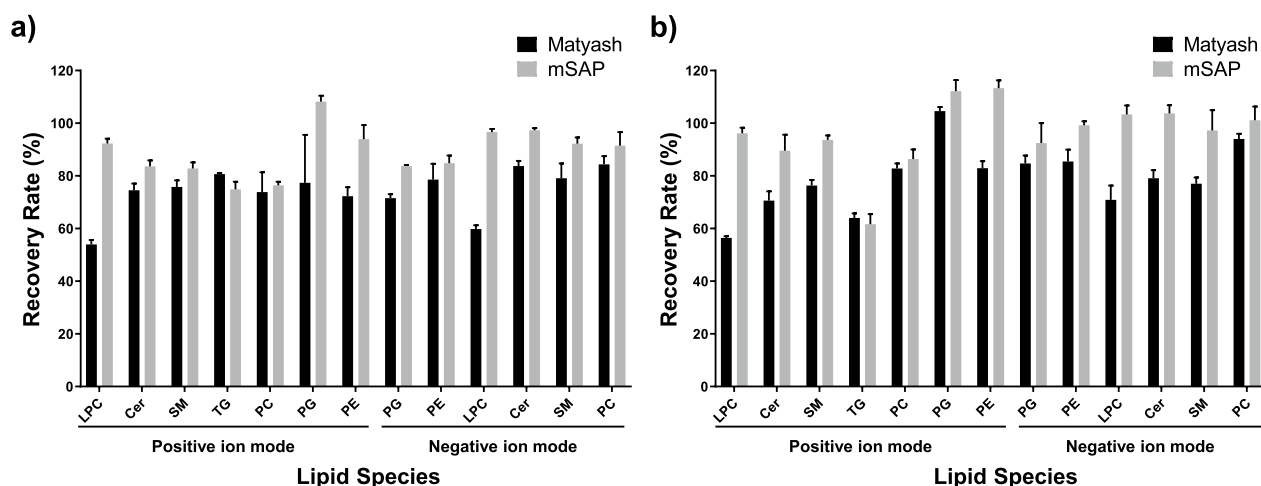 a)
Matyash
mSAP
Recovery Rate (%)
120
100
80
60
40
20
0
LPC
Cer
SM
TG
PC
PG
PE
PG
PE
LPC
Cer
SM
PC
Positive ion mode
Negative ion mode
Lipid Species
b)
Matyash
mSAP
Recovery Rate (%)
120
100
80
60
40
20
0
LPC
Cer
SM
TG
PC
PG
PE
PG
PE
LPC
Cer
SM
PC
Positive ion mode
Negative ion mode
Lipid Species